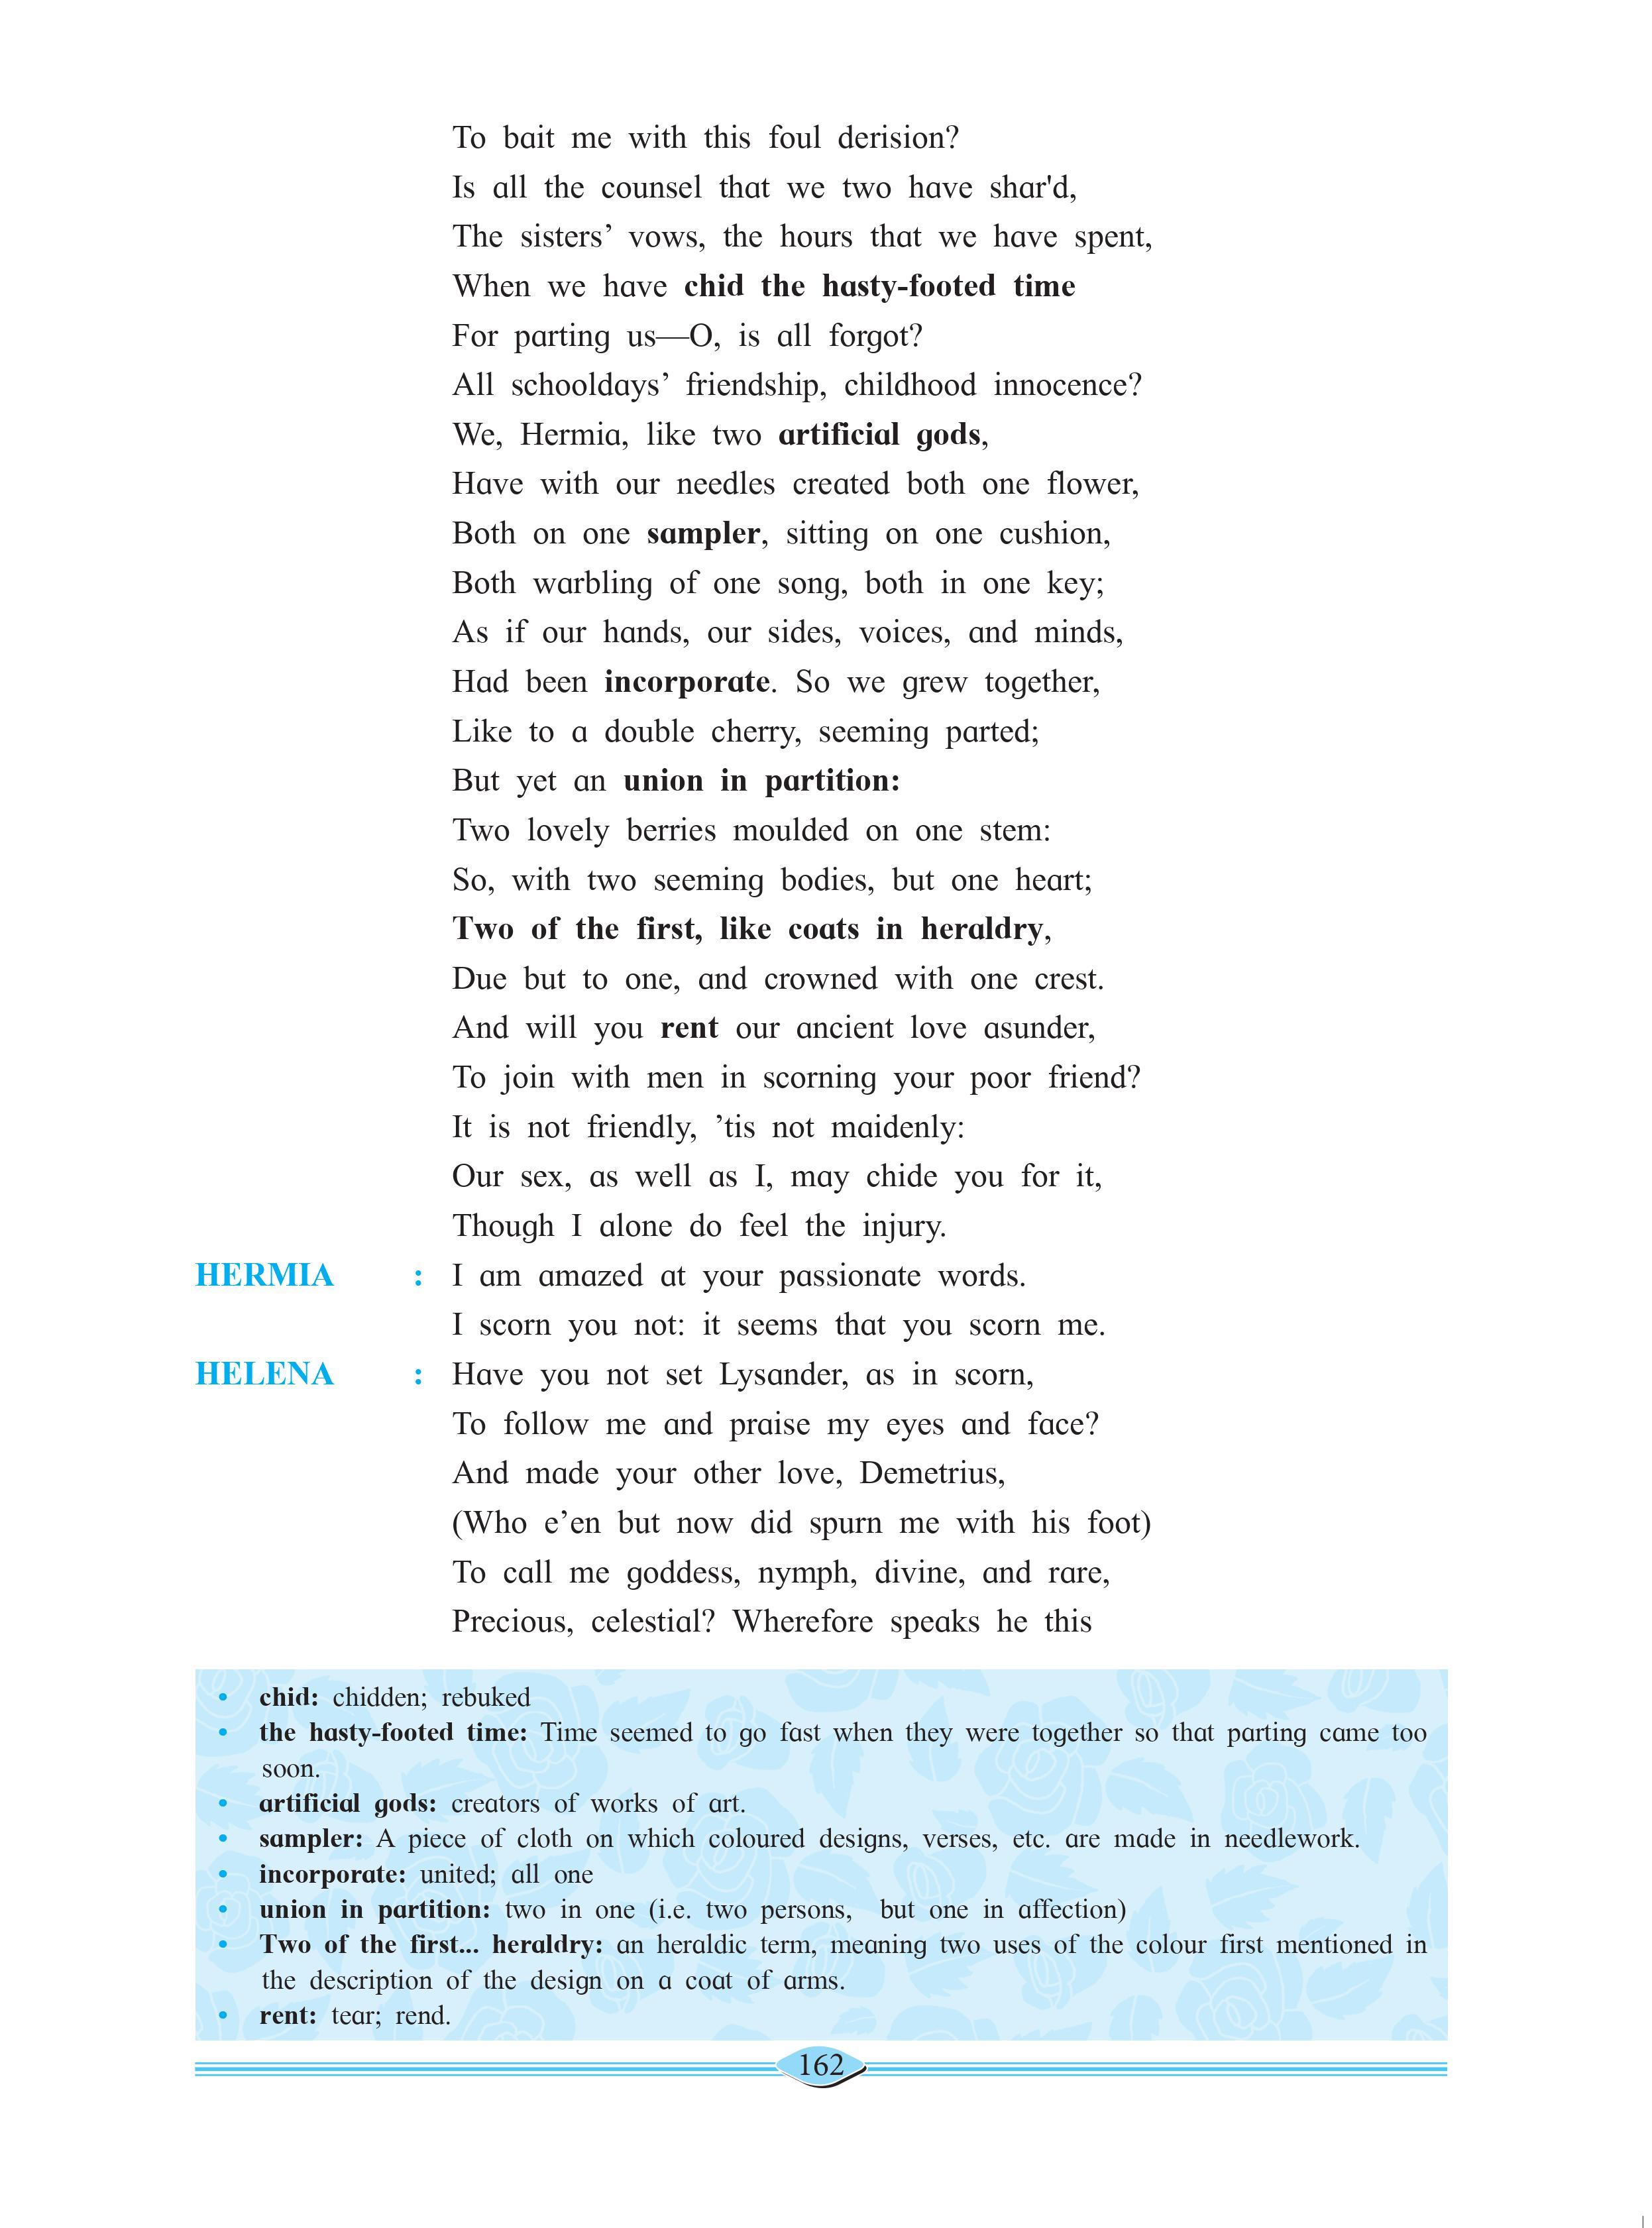 To bait me with this foul derision?
Is all the counsel that we two have shar'd,
The sisters’ vows, the hours that we have spent,
When we have chid the hasty-footed time
For parting us—O, is all forgot?
All schooldays’ friendship, childhood innocence?
We, Hermia, like two artificial gods,
Have with our needles created both one flower,
Both on one sampler, sitting on one cushion,
Both warbling of one song, both in one key;
As if our hands, our sides, voices, and minds,
Had been incorporate. So we grew together,
Like to a double cherry, seeming parted;
But yet an union in partition:
Two lovely berries moulded on one stem:
So, with two seeming bodies, but one heart;
Two of the first, like coats in heraldry,
Due but to one, and crowned with one crest.
And will you rent our ancient love asunder,
To join with men in scorning your poor friend?
It is not friendly, ’tis not maidenly:
Our sex, as well as I, may chide you for it,
Though I alone do feel the injury.
HERMIA : I am amazed at your passionate words.
I scorn you not: it seems that you scorn me.
HELENA : Have you not set Lysander, as in scorn,
To follow me and praise my eyes and face?
And made your other love, Demetrius,
(Who e’en but now did spurn me with his foot)
To call me goddess, nymph, divine, and rare,
Precious, celestial? Wherefore speaks he this
• chid: chidden; rebuked
• the hasty-footed time: Time seemed to go fast when they were together so that parting came too
soon.
• artificial gods: creators of works of art.
• sampler: A piece of cloth on which coloured designs, verses, etc. are made in needlework.
• incorporate: united; all one
• union in partition: two in one (i.e. two persons, but one in affection)
• Two of the first... heraldry: an heraldic term, meaning two uses of the colour first mentioned in
the description of the design on a coat of arms.
• rent: tear; rend.
162